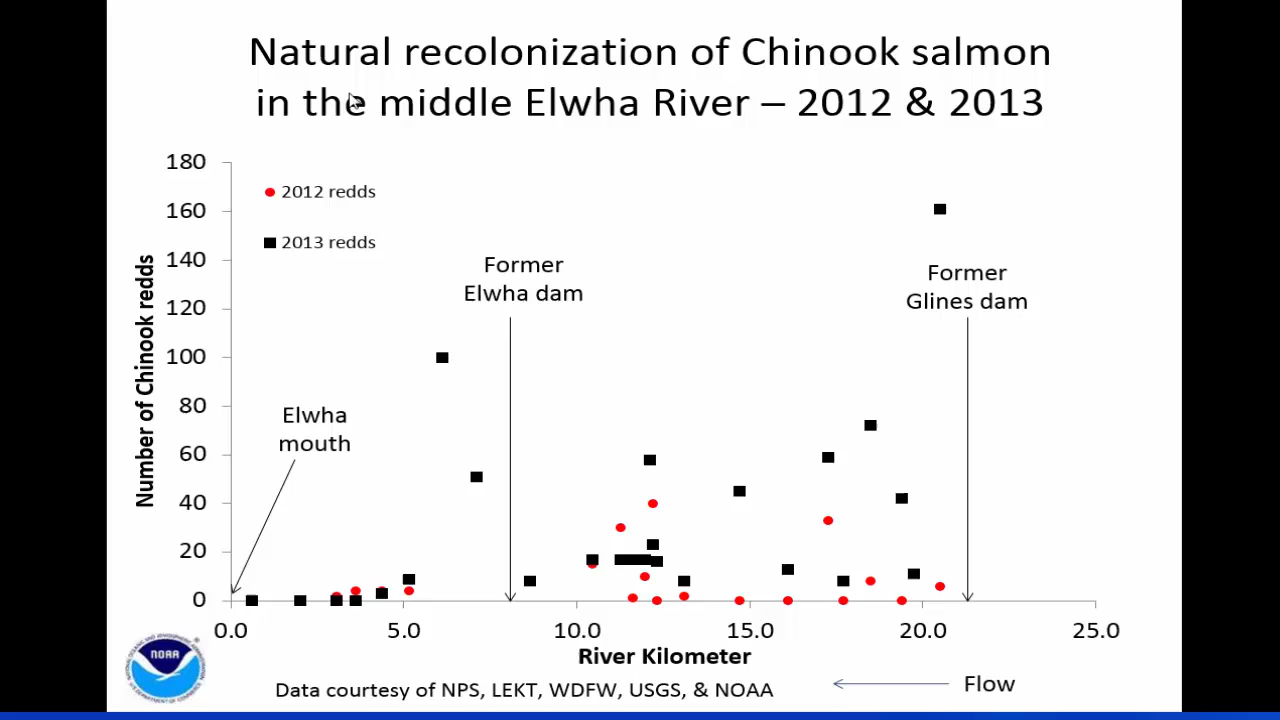 Natural recolonization of Chinook salmon
in the middle Elwha River – 2012 & 2013
180
160
140
120
100
80
60
40
20
0
Number of Chinook redds
2012 redds
2013 redds
Former
Elwha dam
Former
Glines dam
Elwha
mouth
0.0 5.0 10.0 15.0 20.0 25.0
River Kilometer
NOAA
Data courtesy of NPS, LEKT, WDFW, USGS, & NOAA
Flow